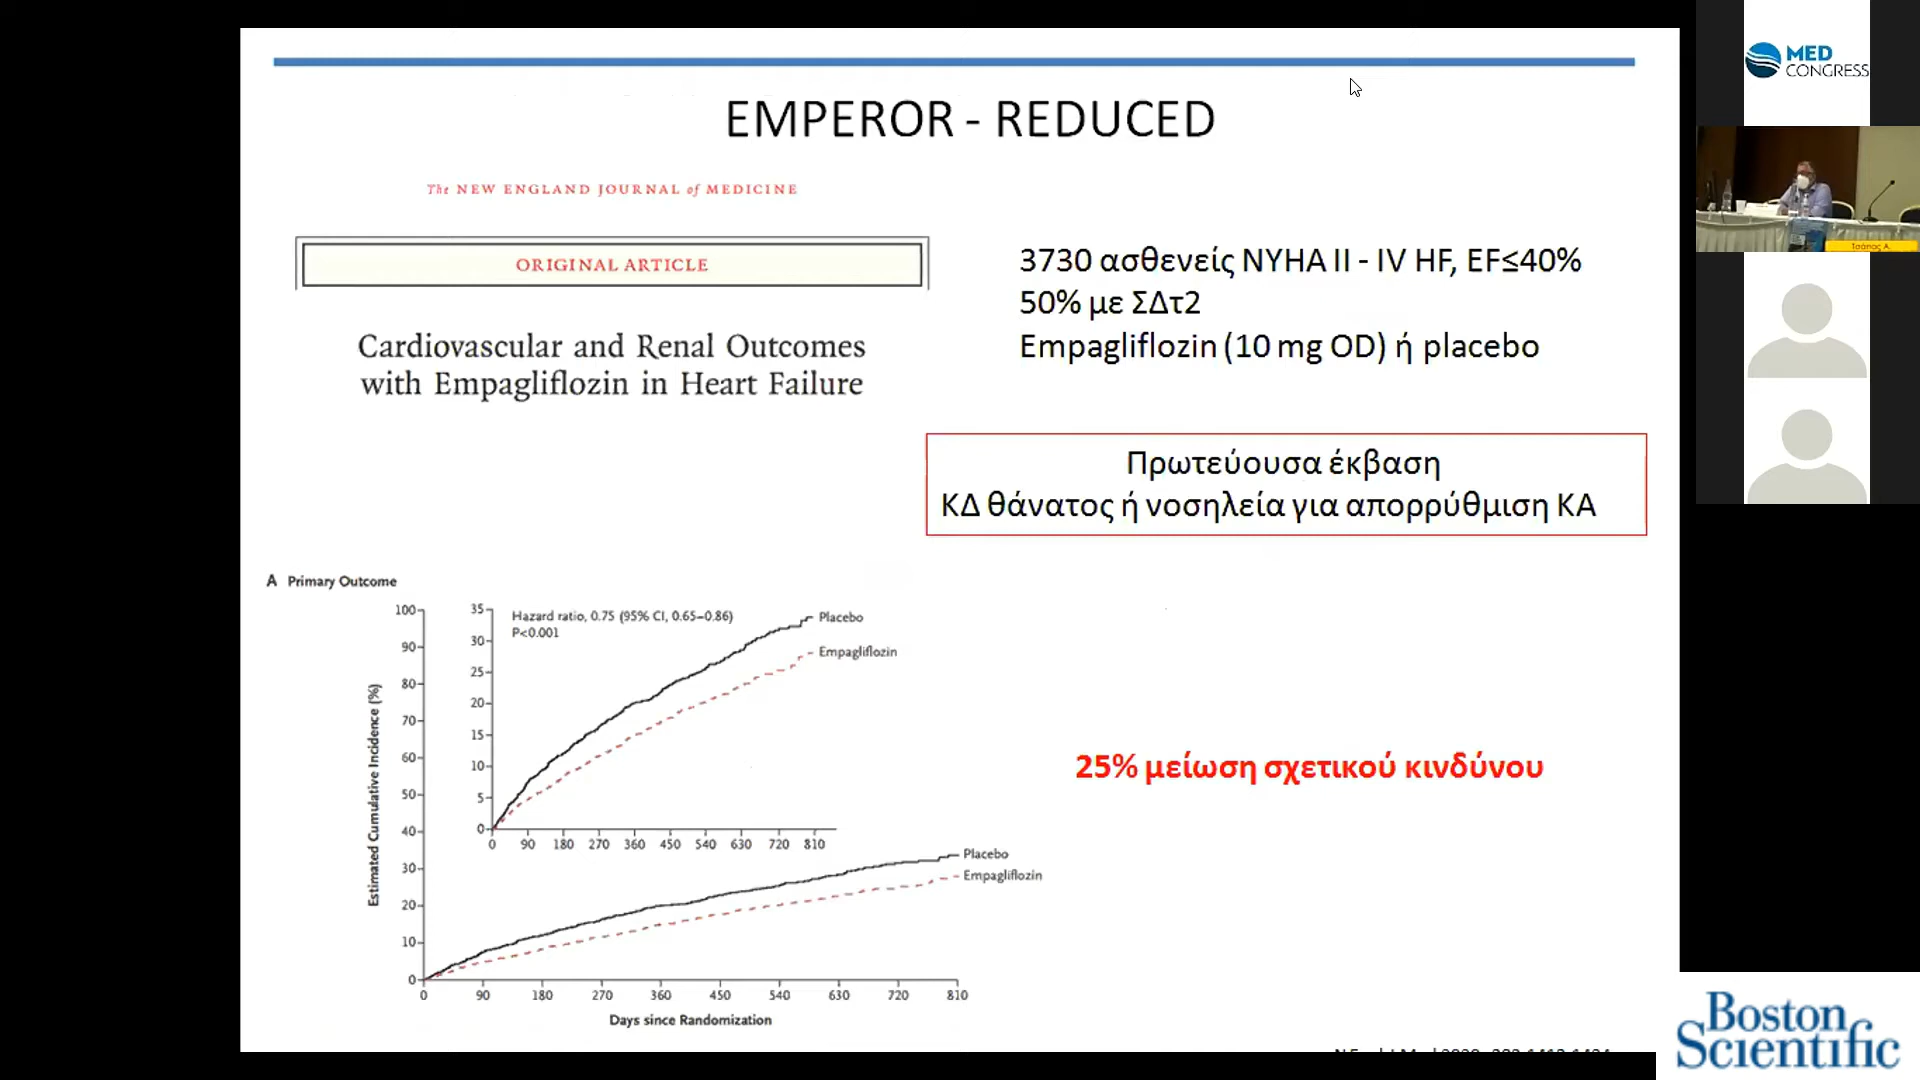 EMPEROR - REDUCED
The NEW ENGLAND JOURNAL of MEDICINE
ORIGINAL ARTICLE
Cardiovascular and Renal Outcomes
with Empagliflozin in Heart Failure
3730 ασθενείς NYHA II - IV HF, EF≤40%
50% με ΣΔτ2
Empagliflozin (10 mg OD) ή placebo
Πρωτεύουσα έκβαση
ΚΔ θάνατος ή νοσηλεία για απορρύθμιση ΚΑ
A Primary Outcome
Hazard ratio, 0.75 (95% CI, 0.65–0.86)
P<0.001
Placebo
Empagliflozin
35
30
25
20
15
10
5
0
0 90 180 270 360 450 540 630 720 810
Estimated Cumulative Incidence (%)
100
90
80
70
60
50
40
30
20
10
0
Placebo
Empagliflozin
0 90 180 270 360 450 540 630 720 810
Days since Randomization
25% μείωση σχετικού κινδύνου
MED
CONGRESS
Τσάπας Α.
Boston
Scientific